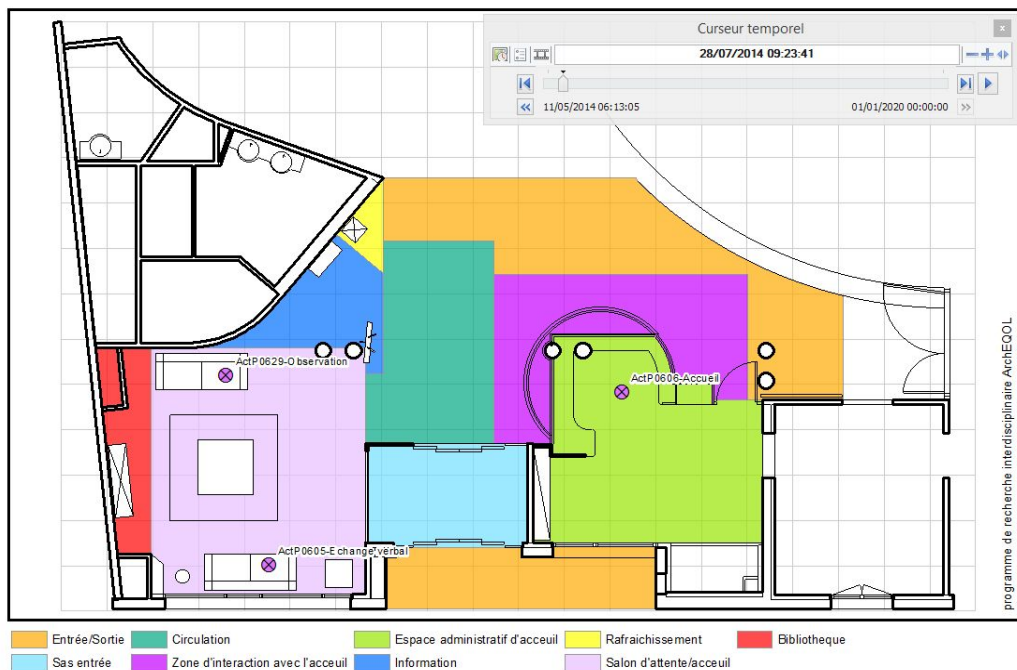 Curseur temporel
x
28/07/2014 09:23:41
11/05/2014 06:13:05
01/01/2020 00:00:00
ActP0629-Observation
ActP0606-Accueil
ActP0605-Echange verbal
programme de recherche interdisciplinaire ArchEQOL
Entrée/Sortie
Circulation
Espace administratif d'acceuil
Rafraichissement
Bibliotheque
Sas entrée
Zone d'interaction avec l'acceuil
Information
Salon d'attente/acceuil